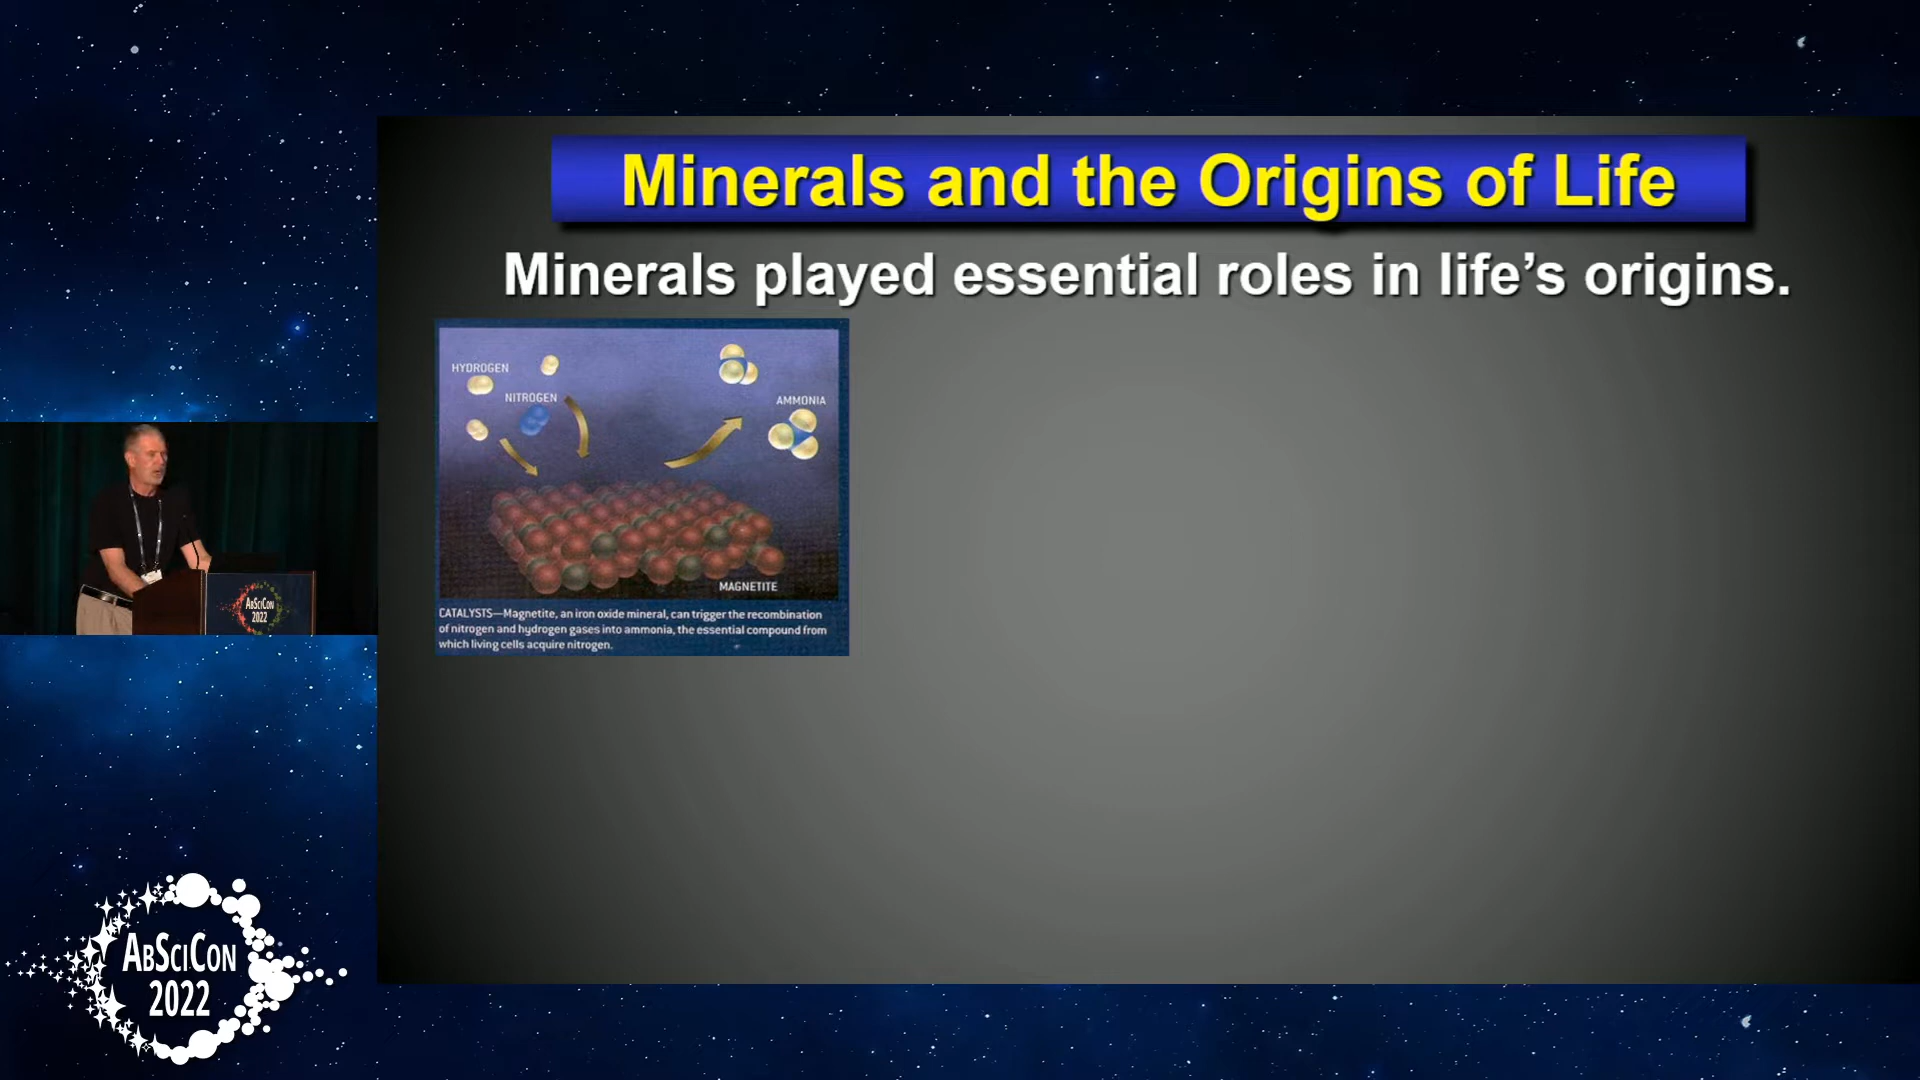 Minerals and the Origins of Life
Minerals played essential roles in life’s origins.
HYDROGEN
NITROGEN
AMMONIA
MAGNETITE
CATALYSTS—Magnetite, an iron oxide mineral, can trigger the recombination
of nitrogen and hydrogen gases into ammonia, the essential compound from
which living cells acquire nitrogen.
ABSCICON
2022
ABSCICON
2022